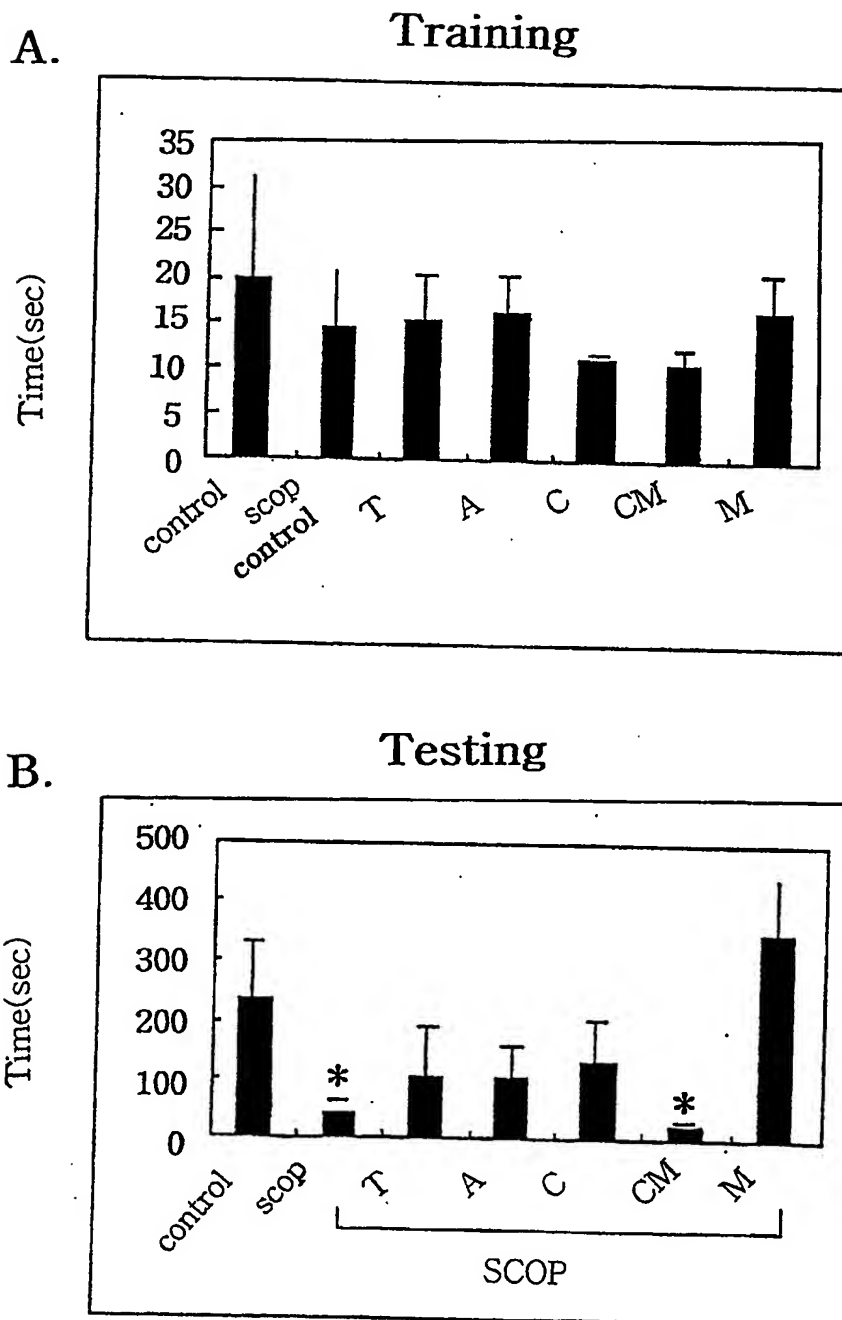 A.
Training
Time(sec)
35
30
25
20
15
10
5
0
control
scop
control
T
A
C
CM
M
B.
Testing
Time(sec)
500
400
300
200
100
0
*
*
control
scop
T
A
C
CM
M
SCOP